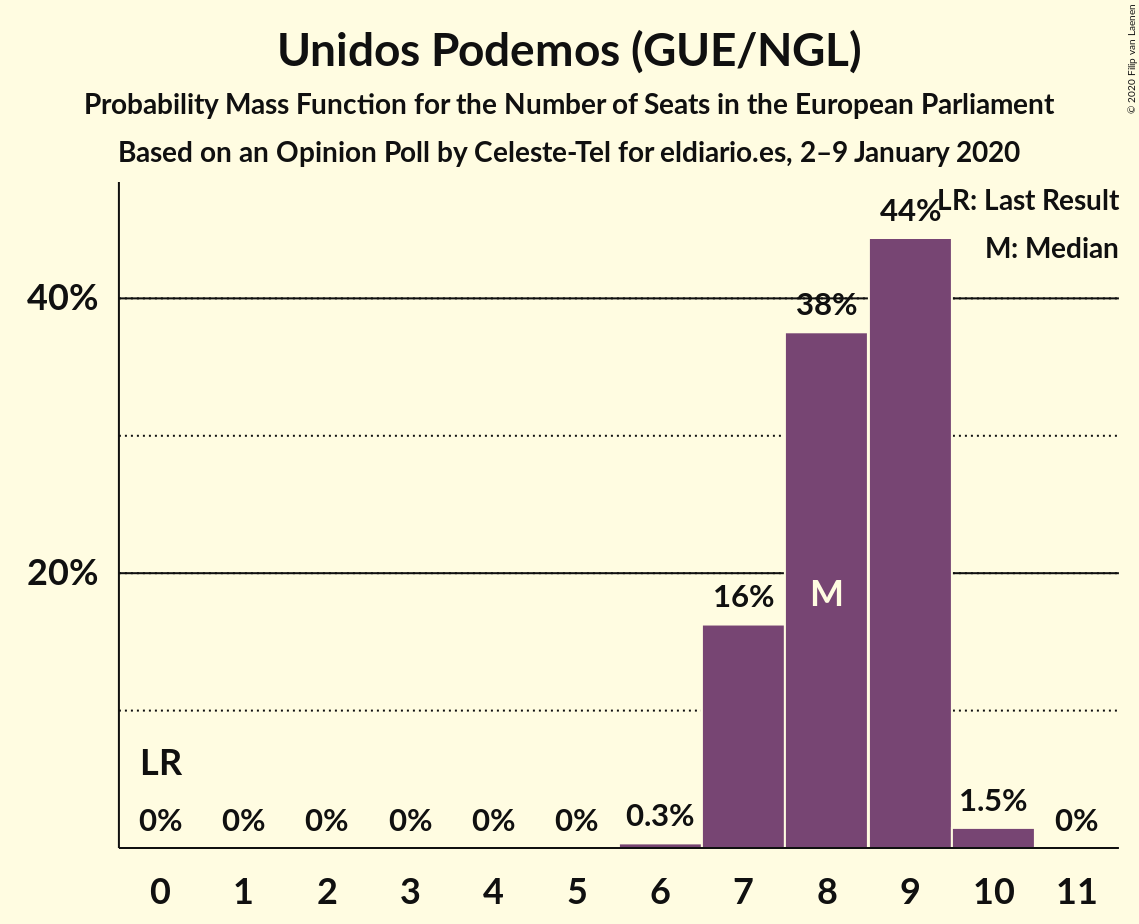 Unidos Podemos (GUE/NGL)
Probability Mass Function for the Number of Seats in the European Parliament
Based on an Opinion Poll by Celeste-Tel for eldiario.es, 2–9 January 2020
© 2020 Filip van Laenen
LR: Last Result
M: Median
44%
40%
38%
20%
16%
M
LR
0% 0% 0% 0% 0% 0% 0.3% 1.5% 0%
0 1 2 3 4 5 6 7 8 9 10 11